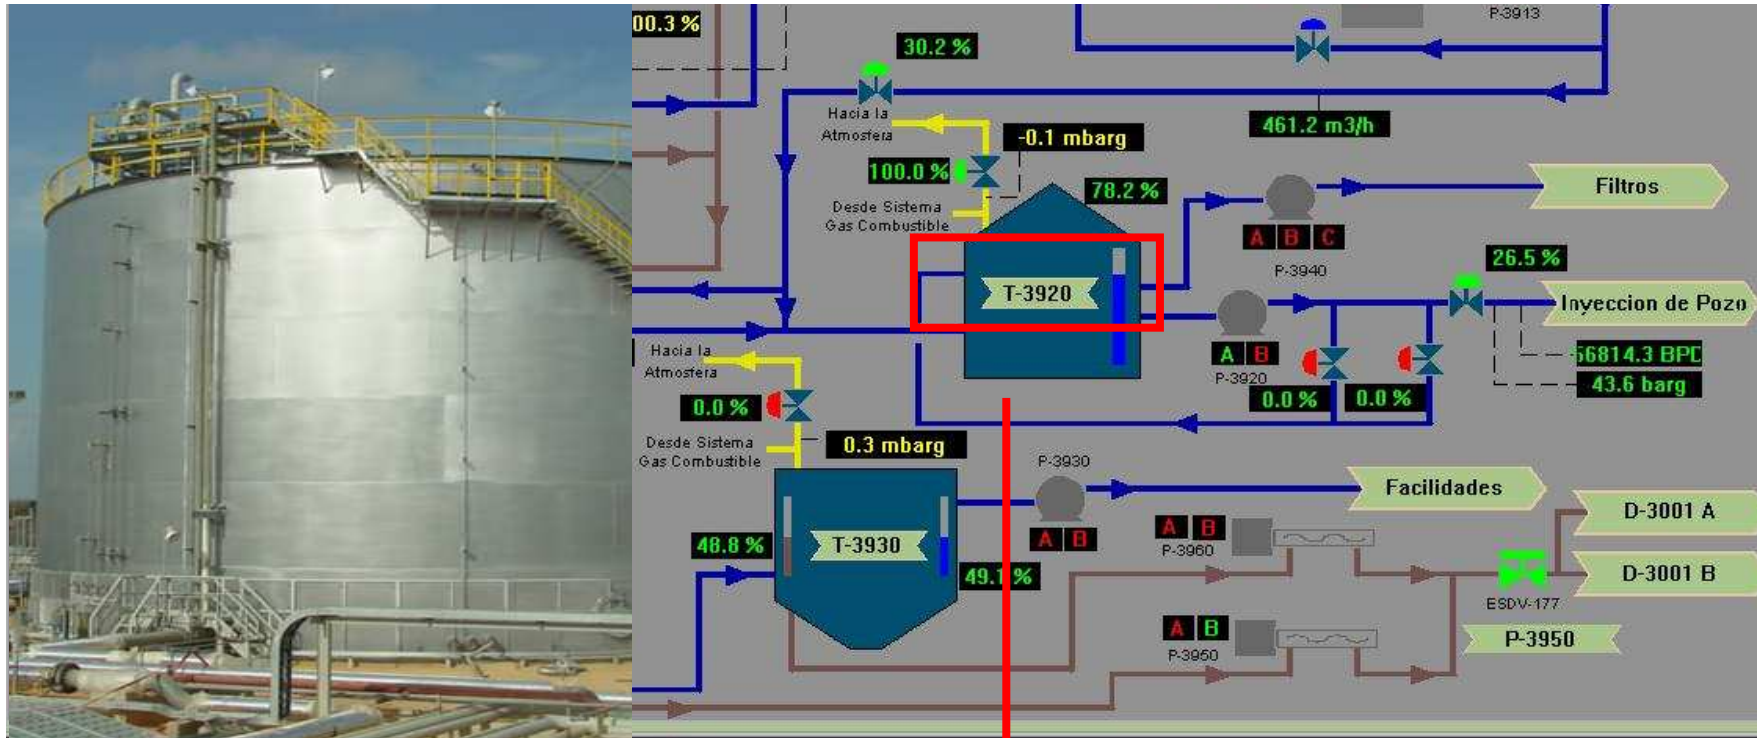 00.3 %
P-3913
30.2 %
Hacia la
Atmosfera
461.2 m3/h
-0.1 mbarg
100.0 %
78.2 %
Filtros
Desde Sistema
Gas Combustible
A B C
P-3940
26.5 %
T-3920
Inyeccion de Pozo
A B
P-3920
Hacia la
Atmosfera
56814.3 BPD
43.6 barg
0.0 %
0.0 %
0.0 %
Desde Sistema
Gas Combustible
0.3 mbarg
P-3930
Facilidades
D-3001 A
A B
P-3960
A B
48.8 %
T-3930
49.1 %
D-3001 B
ESDV-177
A B
P-3950
P-3950